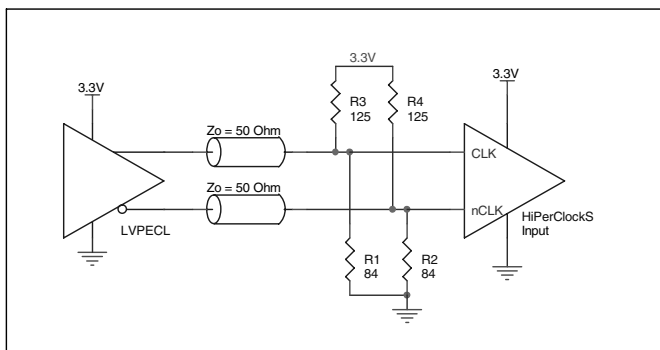 3.3V
3.3V
3.3V
R3
125
R4
125
Zo = 50 Ohm
CLK
Zo = 50 Ohm
nCLK
HiPerClockS
Input
LVPECL
R1
84
R2
84